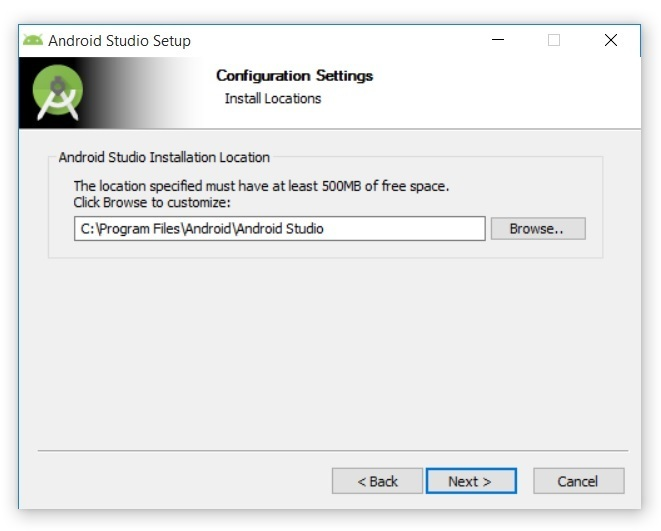 Android Studio Setup
Configuration Settings
Install Locations
Android Studio Installation Location
The location specified must have at least 500MB of free space.
Click Browse to customize:
C:\Program Files\Android\Android Studio
Browse..
< Back
Next >
Cancel